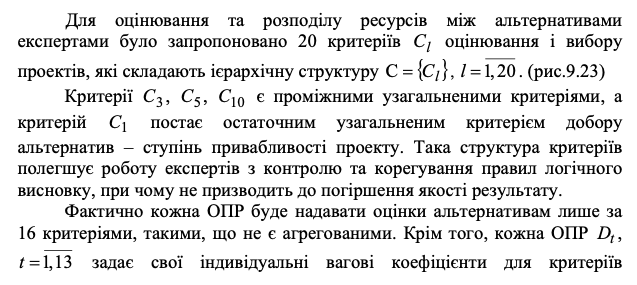 Для оцінювання та розподілу ресурсів між альтернативами
експертами було запропоновано 20 критеріїв C_l оцінювання і вибору
проектів, які складають ієрархічну структуру C = {C_l}, l = \overline{1,20}. (рис.9.23)
Критерії C_3, C_5, C_10 є проміжними узагальненими критеріями, а
критерій C_1 постає остаточним узагальненим критерієм добору
альтернатив – ступінь привабливості проекту. Така структура критеріїв
полегшує роботу експертів з контролю та корегування правил логічного
висновку, при чому не призводить до погіршення якості результату.
Фактично кожна ОПР буде надавати оцінки альтернативам лише за
16 критеріями, такими, що не є агрегованими. Крім того, кожна ОПР D_t,
t = \overline{1,13} задає свої індивідуальні вагові коефіцієнти для критеріїв